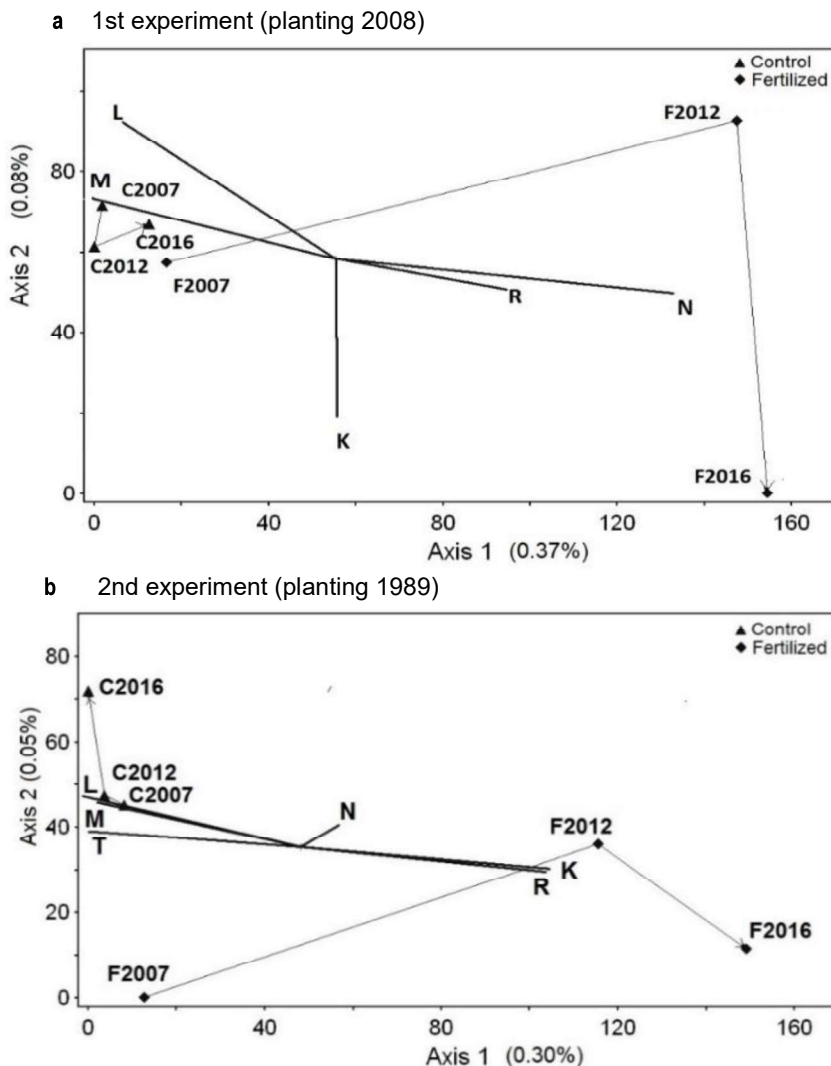 a 1st experiment (planting 2008)
▲ Control
◆ Fertilized
L
F2012
80
M
C2007
C2016
C2012
F2007
R
N
40
K
F2016
0
0 40 80 120 160
Axis 1 (0.37%)
Axis 2 (0.08%)
b 2nd experiment (planting 1989)
▲ Control
◆ Fertilized
80
C2016
60
C2012
L
C2007
N
40
M
F2012
T
K
R
20
F2016
F2007
0
0 40 80 120 160
Axis 1 (0.30%)
Axis 2 (0.05%)